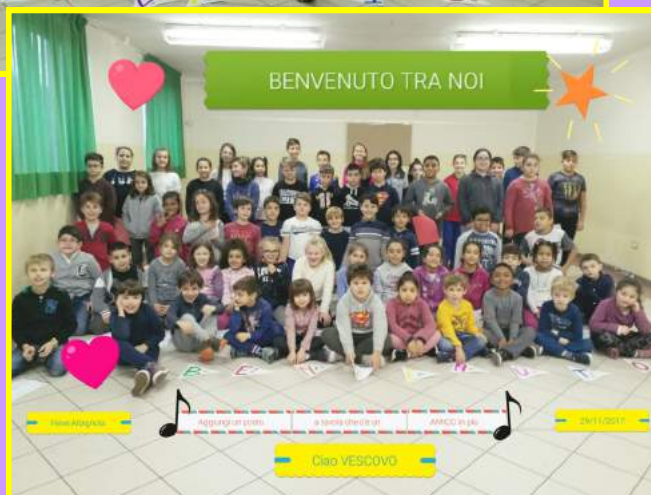 BENVENUTO TRA NOI
B E N V E N U T O
Aggiungi un posto a tavola che c'è un AMICO in più
29/11/2017
Ciao VESCOVO